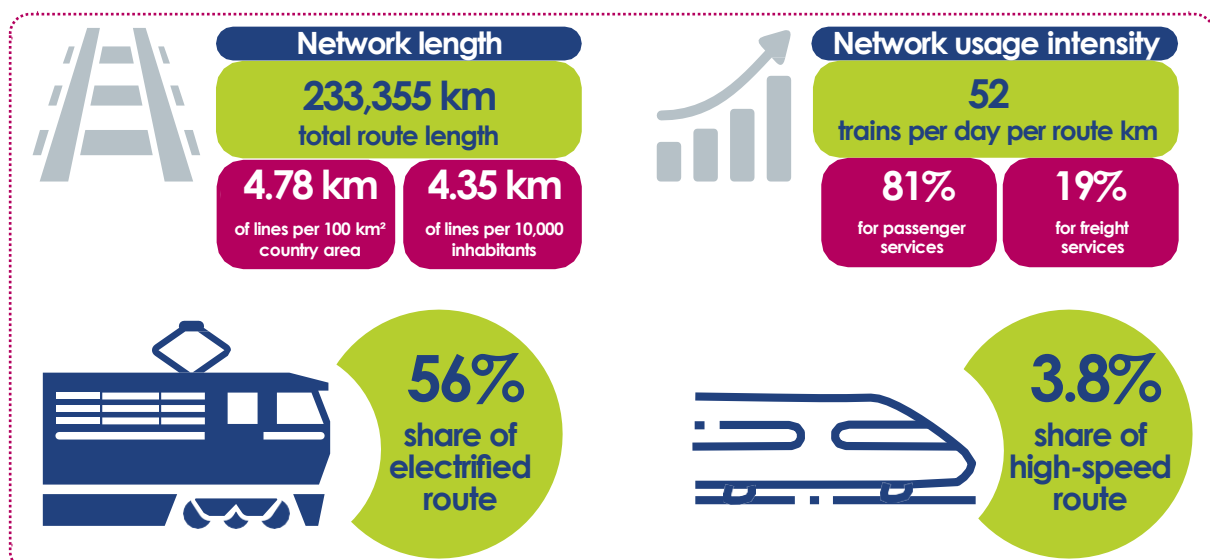 Network length
233,355 km
total route length
4.78 km
of lines per 100 km²
country area
4.35 km
of lines per 10,000
inhabitants
Network usage intensity
52
trains per day per route km
81%
for passenger
services
19%
for freight
services
56%
share of
electrified
route
3.8%
share of
high-speed
route